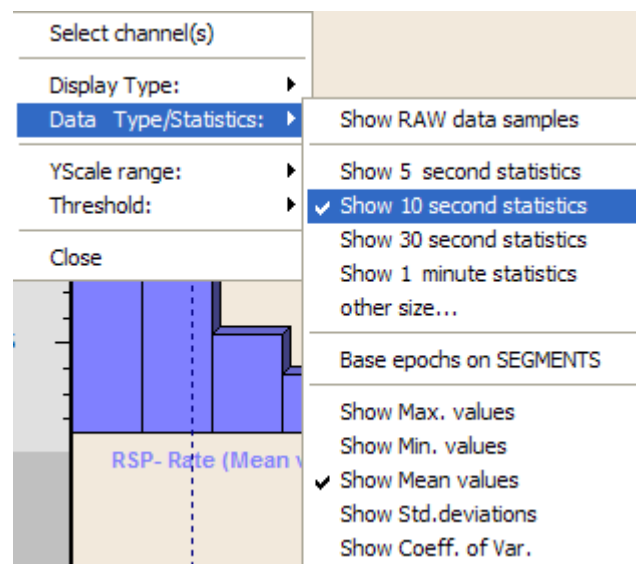 Select channel(s)
Display Type:
Data Type/Statistics:
YScale range:
Threshold:
Close
Show RAW data samples
Show 5 second statistics
Show 10 second statistics
Show 30 second statistics
Show 1 minute statistics
other size...
Base epochs on SEGMENTS
Show Max. values
Show Min. values
Show Mean values
Show Std.deviations
Show Coeff. of Var.
RSP- Rate (Mean